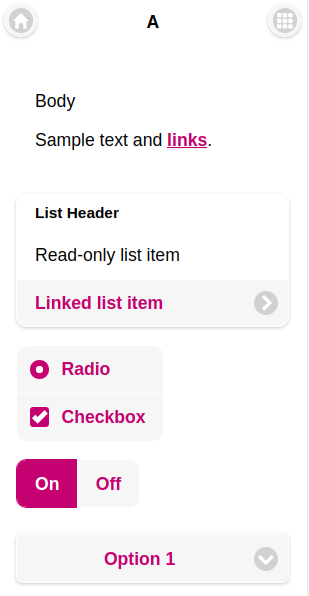 A
Body
Sample text and links.
List Header
Read-only list item
Linked list item
Radio
Checkbox
On Off
Option 1